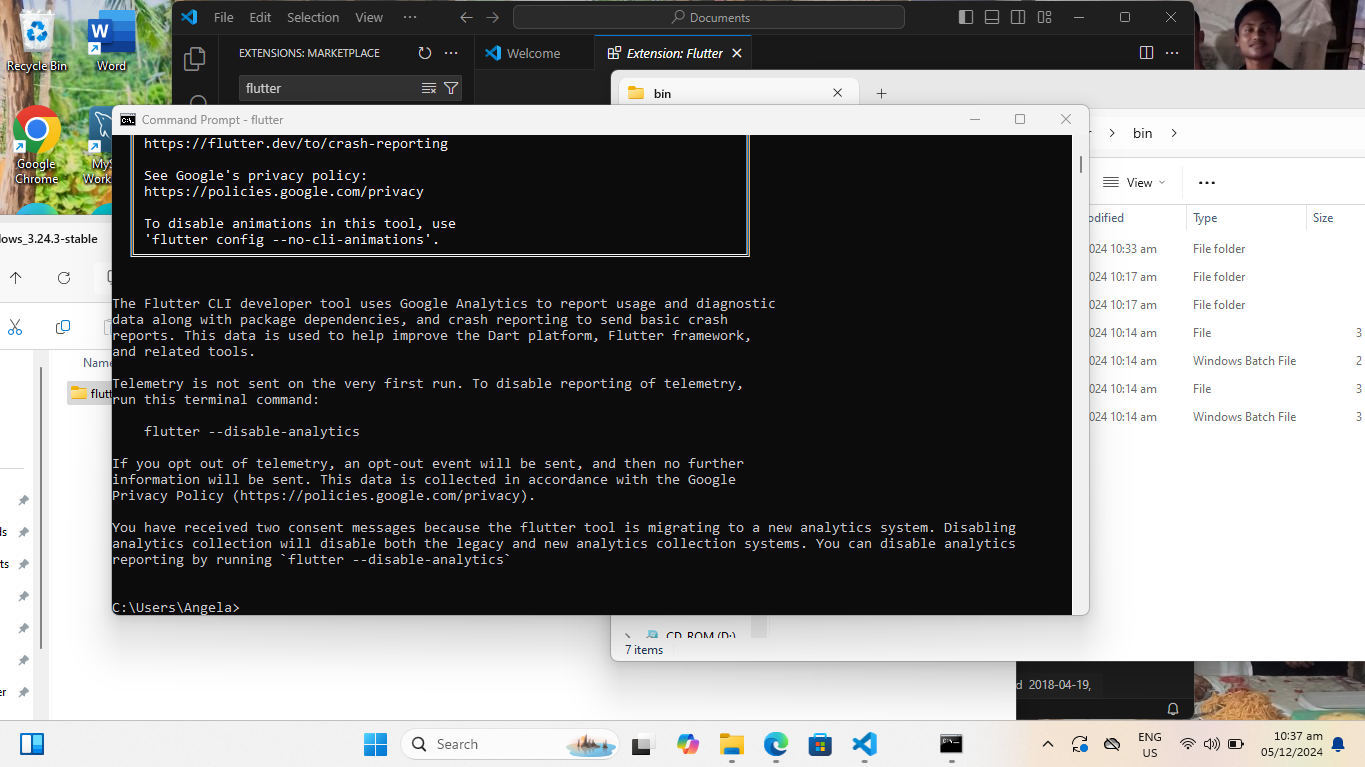 File Edit Selection View ··· Documents
Recycle Bin
Word
EXTENSIONS: MARKETPLACE
Welcome
Extension: Flutter
flutter
bin
Google Chrome
Command Prompt - flutter
bin
https://flutter.dev/to/crash-reporting
See Google's privacy policy:
https://policies.google.com/privacy
To disable animations in this tool, use
'flutter config --no-cli-animations'.
View
Type
Size
ows_3.24.3-stable
024 10:33 am File folder
024 10:17 am File folder
024 10:17 am File folder
024 10:14 am File 3
024 10:14 am Windows Batch File 2
024 10:14 am File 3
024 10:14 am Windows Batch File 3
The Flutter CLI developer tool uses Google Analytics to report usage and diagnostic
data along with package dependencies, and crash reporting to send basic crash
reports. This data is used to help improve the Dart platform, Flutter framework,
and related tools.
Telemetry is not sent on the very first run. To disable reporting of telemetry,
run this terminal command:
flutter --disable-analytics
If you opt out of telemetry, an opt-out event will be sent, and then no further
information will be sent. This data is collected in accordance with the Google
Privacy Policy (https://policies.google.com/privacy).
You have received two consent messages because the flutter tool is migrating to a new analytics system. Disabling
analytics collection will disable both the legacy and new analytics collection systems. You can disable analytics
reporting by running `flutter --disable-analytics`
C:\Users\Angela>
CD ROM (D:)
7 items
2018-04-19,
Search
ENG
US
10:37 am
05/12/2024